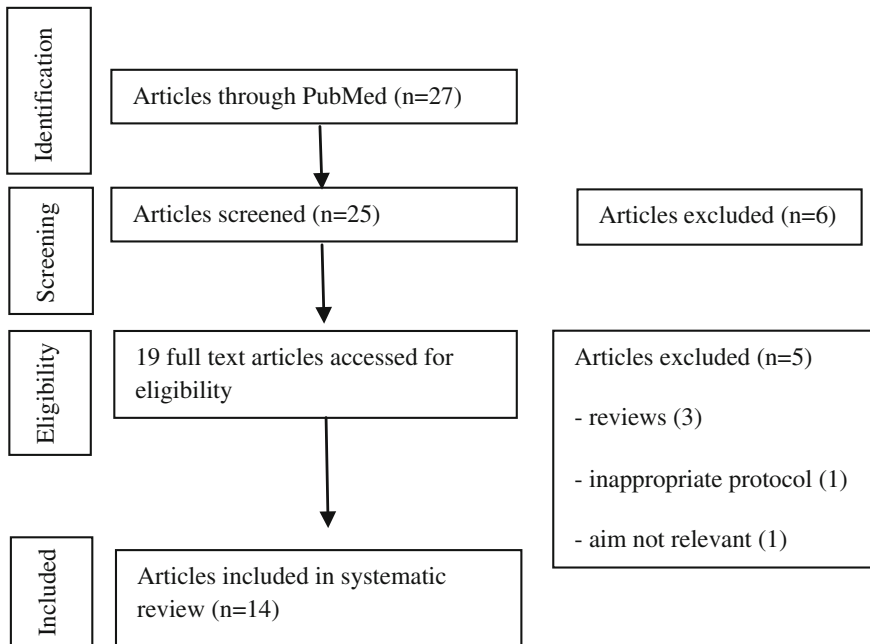 Identification
Articles through PubMed (n=27)
Screening
Articles screened (n=25)
Articles excluded (n=6)
Eligibility
19 full text articles accessed for
eligibility
Articles excluded (n=5)
- reviews (3)
- inappropriate protocol (1)
- aim not relevant (1)
Included
Articles included in systematic
review (n=14)